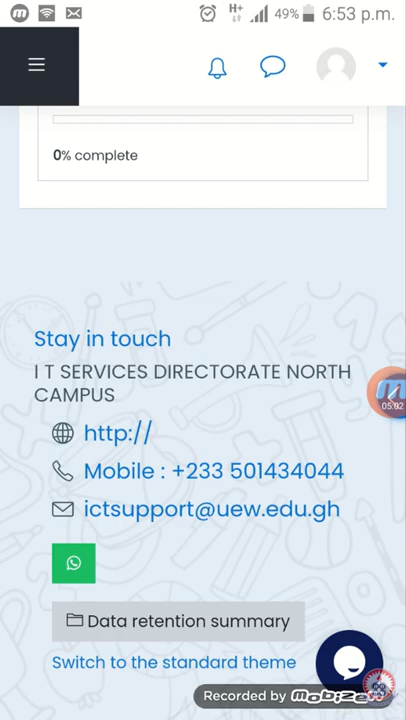 H+ 49% 6:53 p.m.
0% complete
Stay in touch
I T SERVICES DIRECTORATE NORTH
CAMPUS
http://
05:02
Mobile : +233 501434044
ictsupport@uew.edu.gh
Data retention summary
Switch to the standard theme
Recorded by mobizen